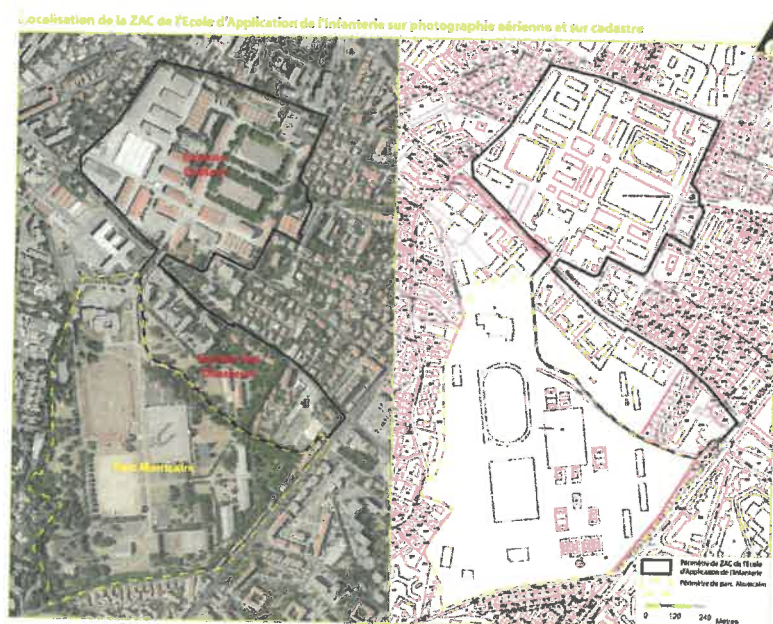 Localisation de la ZAC de l'Ecole d'Application de l'Infanterie sur photographie aérienne et sur cadastre
Parc Montcalm
Périmètre de ZAC de l'Ecole
d'Application de l'Infanterie
Périmètre du parc Montcalm
0 120 240 Mètres